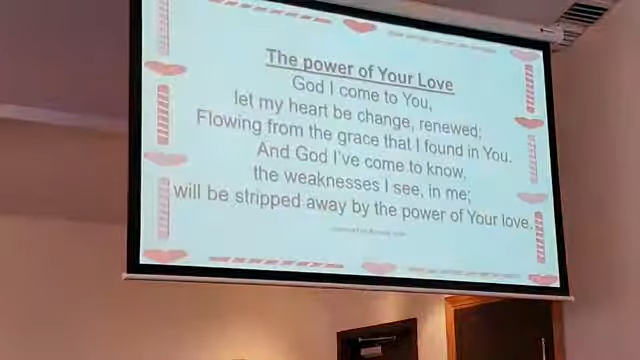 The power of Your Love
God I come to You,
let my heart be change, renewed;
Flowing from the grace that I found in You.
And God I've come to know,
the weaknesses I see, in me;
will be stripped away by the power of Your love.